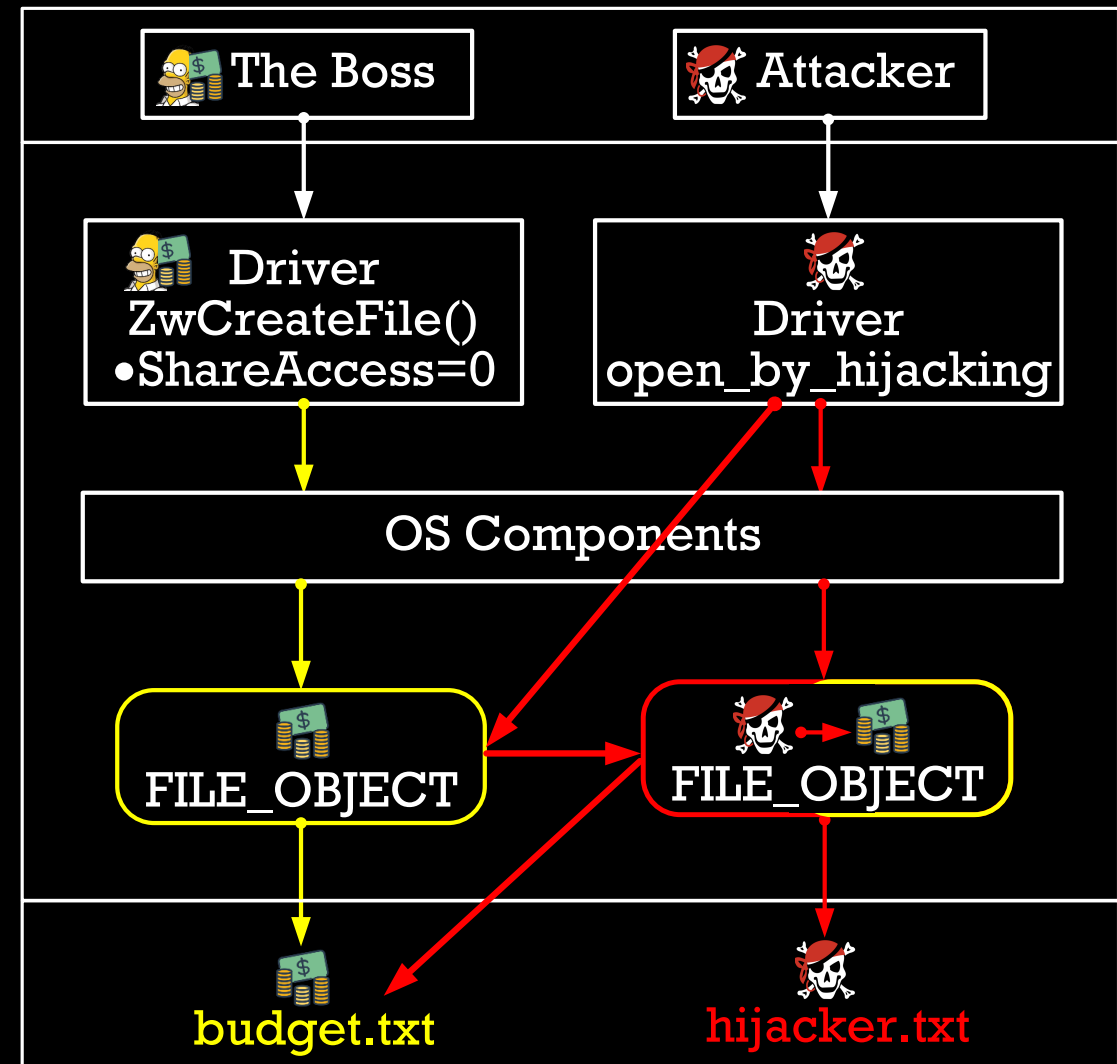 The Boss
Attacker
Driver
ZwCreateFile()
●ShareAccess=0
Driver
open_by_hijacking
OS Components
FILE_OBJECT
FILE_OBJECT
budget.txt
hijacker.txt